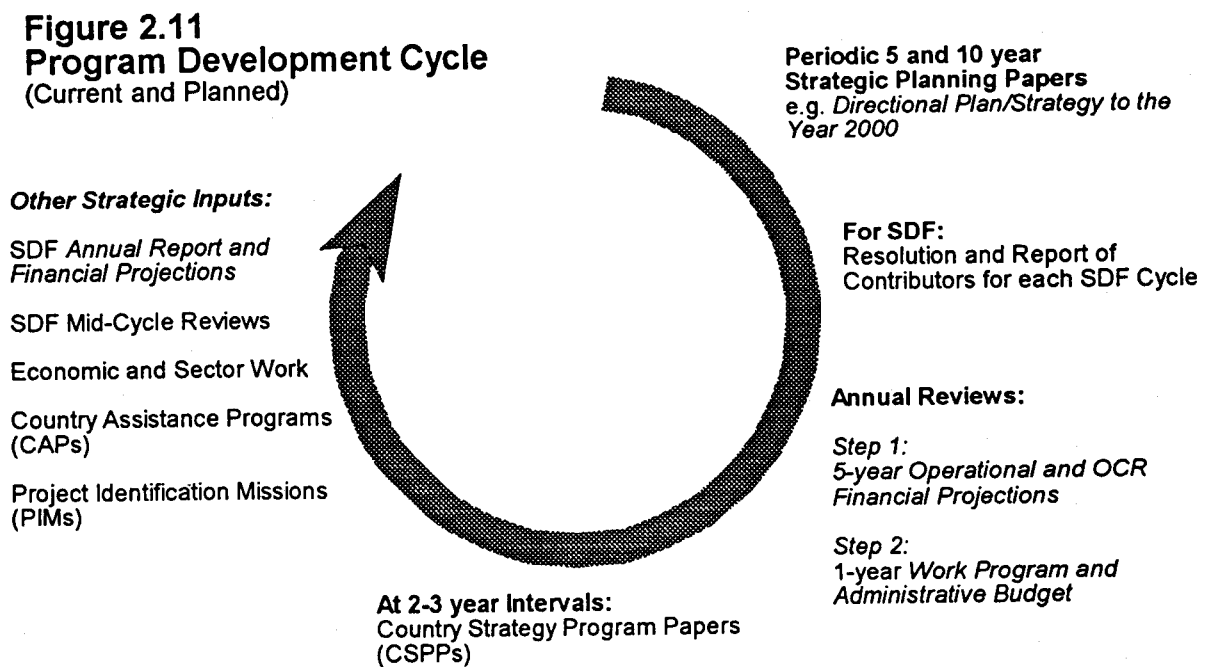 Figure 2.11
Program Development Cycle
(Current and Planned)
Periodic 5 and 10 year
Strategic Planning Papers
e.g. Directional Plan/Strategy to the
Year 2000
For SDF:
Resolution and Report of
Contributors for each SDF Cycle
Annual Reviews:
Step 1:
5-year Operational and OCR
Financial Projections
Step 2:
1-year Work Program and
Administrative Budget
At 2-3 year Intervals:
Country Strategy Program Papers
(CSPPs)
Other Strategic Inputs:
SDF Annual Report and
Financial Projections
SDF Mid-Cycle Reviews
Economic and Sector Work
Country Assistance Programs
(CAPs)
Project Identification Missions
(PIMs)